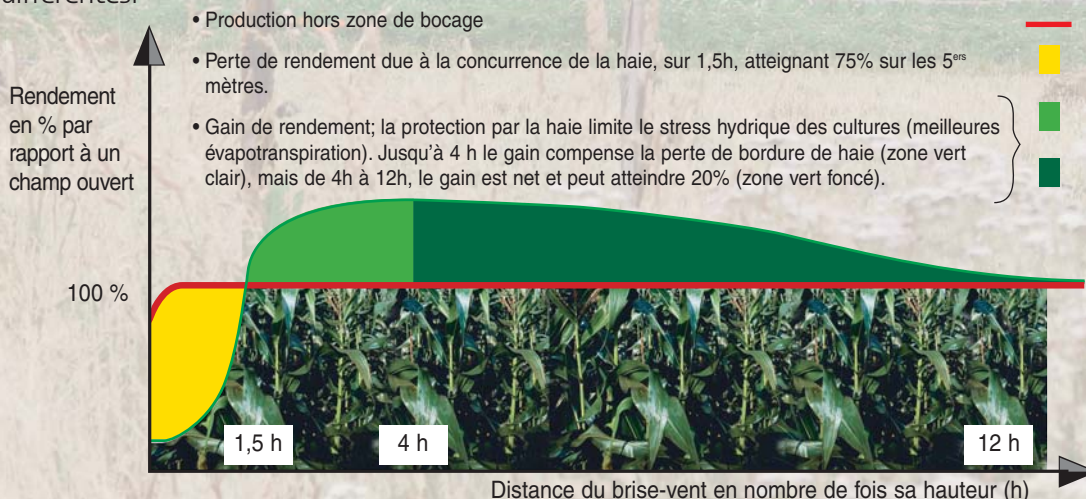 différentes.
• Production hors zone de bocage
• Perte de rendement due à la concurrence de la haie, sur 1,5h, atteignant 75% sur les 5ers
mètres.
• Gain de rendement; la protection par la haie limite le stress hydrique des cultures (meilleures
évapotranspiration). Jusqu'à 4 h le gain compense la perte de bordure de haie (zone vert
clair), mais de 4h à 12h, le gain est net et peut atteindre 20% (zone vert foncé).
Rendement
en % par
rapport à un
champ ouvert
100 %
1,5 h
4 h
12 h
Distance du brise-vent en nombre de fois sa hauteur (h)